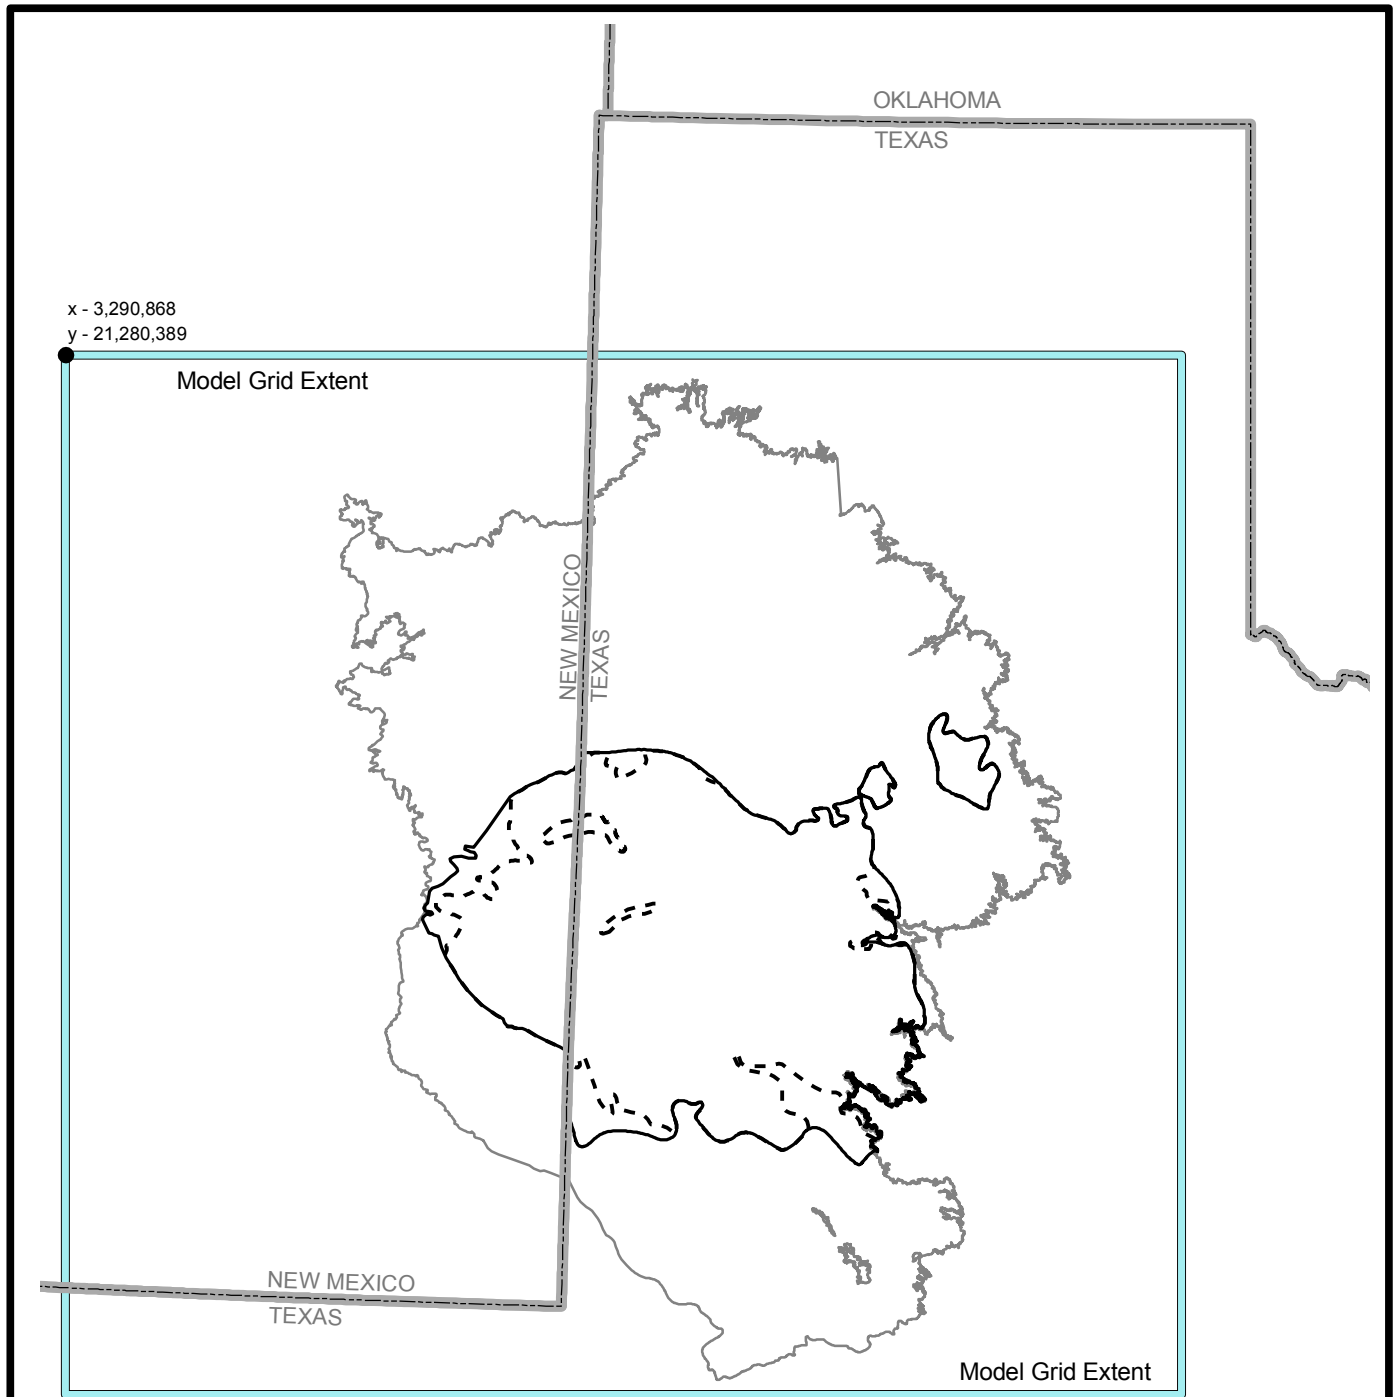 OKLAHOMA
TEXAS
x - 3,290,868
y - 21,280,389
Model Grid Extent
NEW MEXICO
TEXAS
NEW MEXICO
TEXAS
Model Grid Extent